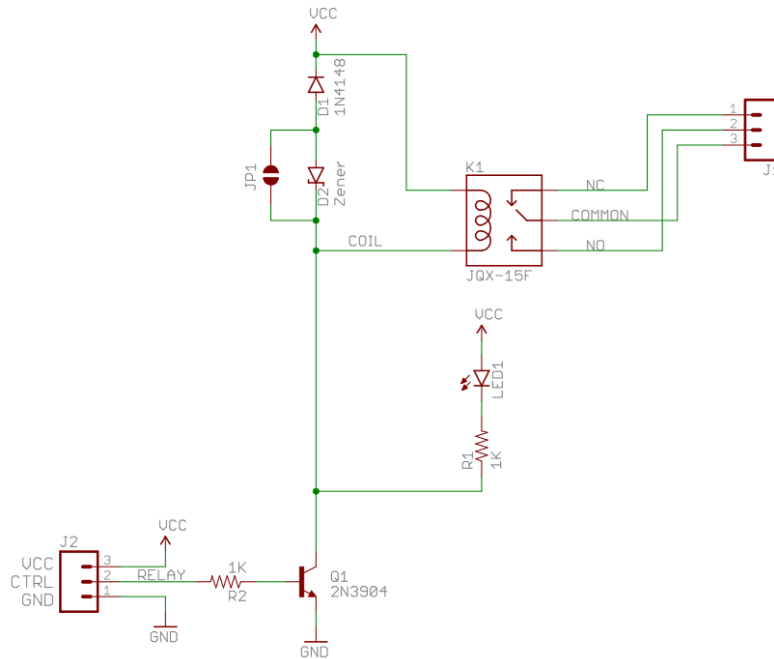 VCC
D1
1N4148
JP1
D2
Zener
K1
1
2
3
NC
COMMON
NO
COIL
JQX-15F
VCC
LED1
R1
1K
J2
VCC
VCC
CTRL
GND
3
2
1
RELAY
1K
R2
Q1
2N3904
GND
GND